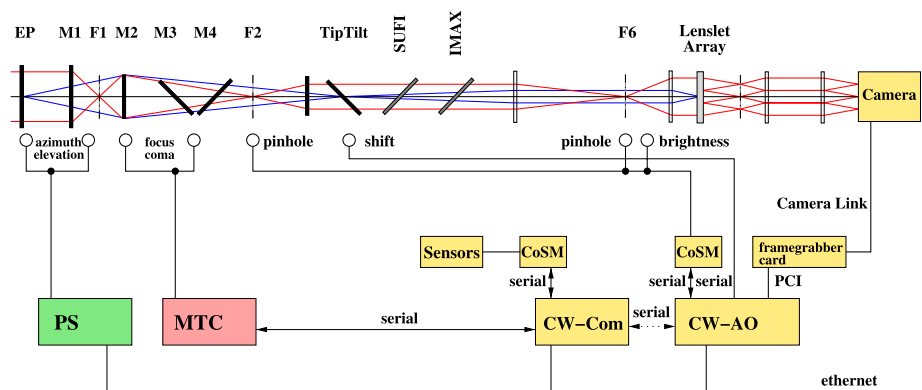 EP M1 F1 M2 M3 M4 F2 TipTilt SUFI IMAX F6 Lenslet
Array
Camera
azimuth
elevation
focus
coma
pinhole
shift
pinhole
brightness
Camera Link
Sensors
CoSM
CoSM
framegrabber
card
serial
serial
serial
PCI
PS
MTC
serial
CW−Com
serial
CW−AO
ethernet